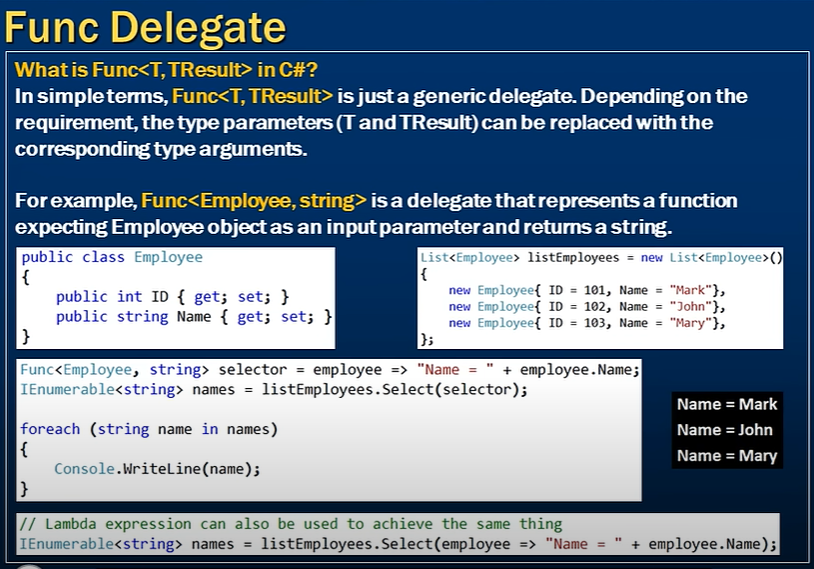 Func Delegate
What is Func<T, TResult> in C#?
In simple terms, Func<T, TResult> is just a generic delegate. Depending on the
requirement, the type parameters (T and TResult) can be replaced with the
corresponding type arguments.
For example, Func<Employee, string> is a delegate that represents a function
expecting Employee object as an input parameter and returns a string.
public class Employee
{
    public int ID { get; set; }
    public string Name { get; set; }
}
List<Employee> listEmployees = new List<Employee>()
{
    new Employee{ ID = 101, Name = "Mark"},
    new Employee{ ID = 102, Name = "John"},
    new Employee{ ID = 103, Name = "Mary"},
};
Func<Employee, string> selector = employee => "Name = " + employee.Name;
IEnumerable<string> names = listEmployees.Select(selector);
foreach (string name in names)
{
    Console.WriteLine(name);
}
Name = Mark
Name = John
Name = Mary
// Lambda expression can also be used to achieve the same thing
IEnumerable<string> names = listEmployees.Select(employee => "Name = " + employee.Name);